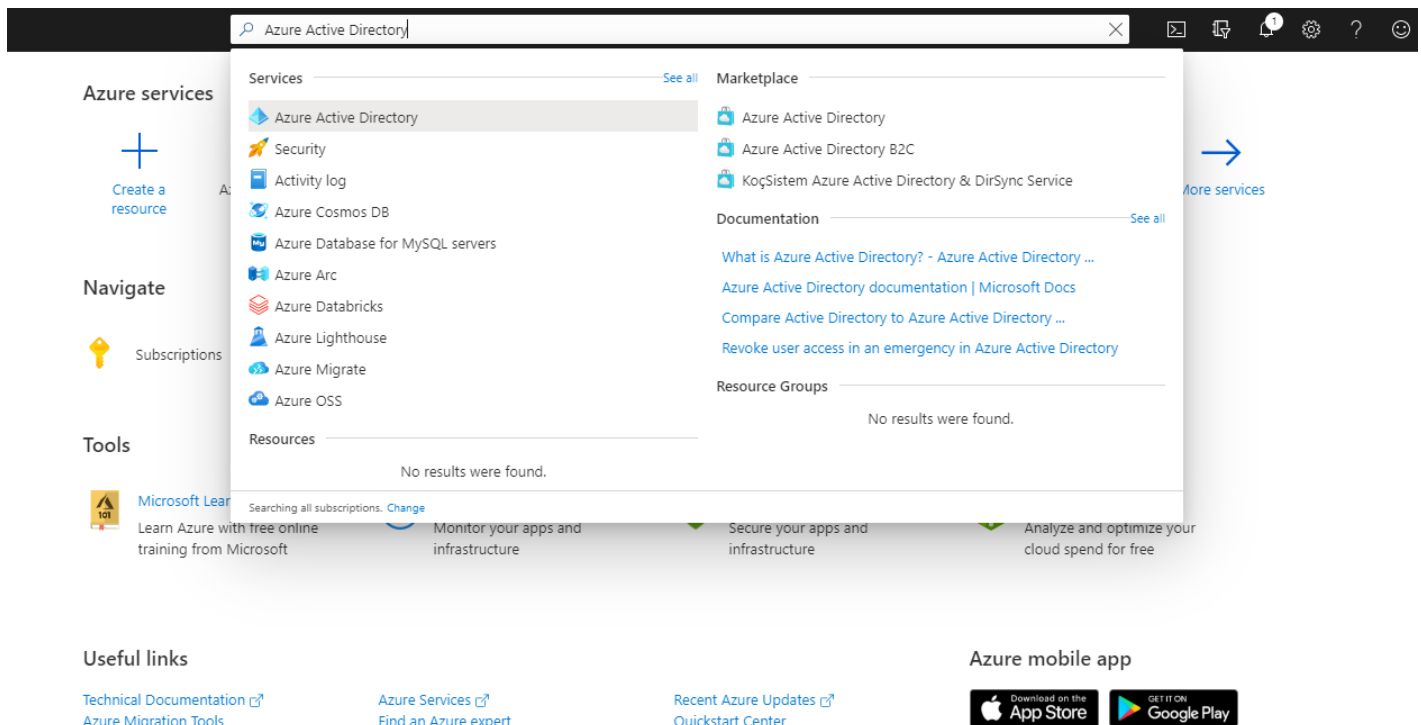 Azure Active Directory
1
Services
See all
Azure Active Directory
Security
Activity log
Azure Cosmos DB
Azure Database for MySQL servers
Azure Arc
Azure Databricks
Azure Lighthouse
Azure Migrate
Azure OSS
Resources
No results were found.
Searching all subscriptions. Change
Marketplace
Azure Active Directory
Azure Active Directory B2C
KoçSistem Azure Active Directory & DirSync Service
Documentation
See all
What is Azure Active Directory? - Azure Active Directory ...
Azure Active Directory documentation | Microsoft Docs
Compare Active Directory to Azure Active Directory ...
Revoke user access in an emergency in Azure Active Directory
Resource Groups
No results were found.
Azure services
Create a
resource
More services
Navigate
Subscriptions
Tools
101
Microsoft Lear
Learn Azure with free online
training from Microsoft
Monitor your apps and
infrastructure
Secure your apps and
infrastructure
Analyze and optimize your
cloud spend for free
Useful links
Technical Documentation
Azure Services
Recent Azure Updates
Azure Migration Tools
Find an Azure expert
Quickstart Center
Azure mobile app
Download on the
App Store
GET IT ON
Google Play